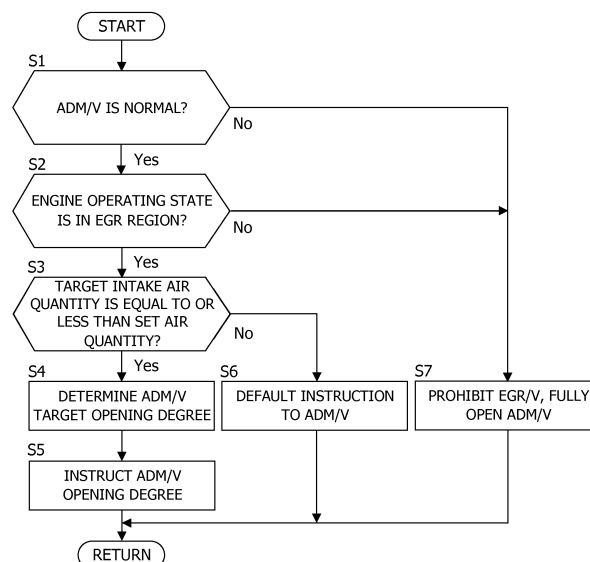 START
S1
ADM/V IS NORMAL?
No
Yes
S2
ENGINE OPERATING STATE
IS IN EGR REGION?
No
Yes
S3
TARGET INTAKE AIR
QUANTITY IS EQUAL TO OR
LESS THAN SET AIR
QUANTITY?
No
Yes
S4
DETERMINE ADM/V
TARGET OPENING DEGREE
S6
DEFAULT INSTRUCTION
TO ADM/V
S7
PROHIBIT EGR/V, FULLY
OPEN ADM/V
S5
INSTRUCT ADM/V
OPENING DEGREE
RETURN